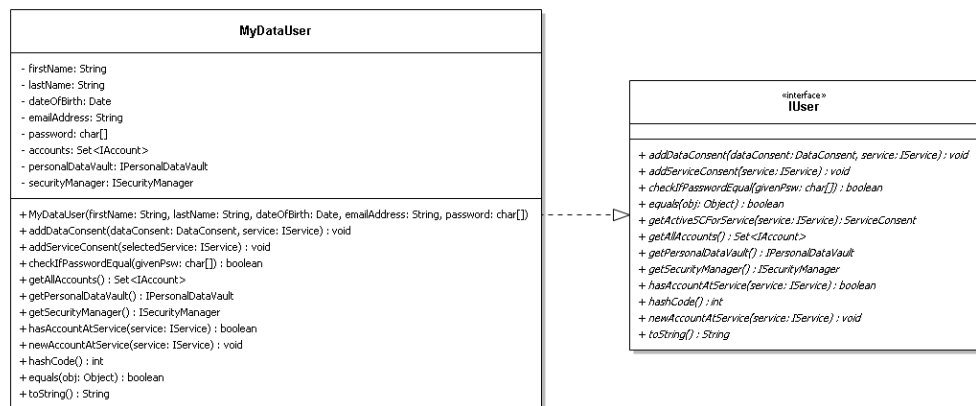 MyDataUser
- firstName: String
- lastName: String
- dateOfBirth: Date
- emailAddress: String
- password: char[]
- accounts: Set<IAccount>
- personalDataVault: IPersonalDataVault
- securityManager: ISecurityManager
+ MyDataUser(firstName: String, lastName: String, dateOfBirth: Date, emailAddress: String, password: char[])
+ addDataConsent(dataConsent: DataConsent, service: IService) : void
+ addServiceConsent(selectedService: IService) : void
+ checkIfPasswordEqual(givenPsw: char[]) : boolean
+ getAllAccounts() : Set<IAccount>
+ getPersonalDataVault() : IPersonalDataVault
+ getSecurityManager() : ISecurityManager
+ hasAccountAtService(service: IService) : boolean
+ newAccountAtService(service: IService) : void
+ hashCode() : int
+ equals(obj: Object) : boolean
+ toString() : String
«interface»
IUser
+ addDataConsent(dataConsent: DataConsent, service: IService) : void
+ addServiceConsent(service: IService) : void
+ checkIfPasswordEqual(givenPsw: char[]) : boolean
+ equals(obj: Object) : boolean
+ getActiveSCForService(service: IService): ServiceConsent
+ getAllAccounts() : Set<IAccount>
+ getPersonalDataVault() : IPersonalDataVault
+ getSecurityManager() : ISecurityManager
+ hasAccountAtService(service: IService) : boolean
+ hashCode() : int
+ newAccountAtService(service: IService) : void
+ toString() : String